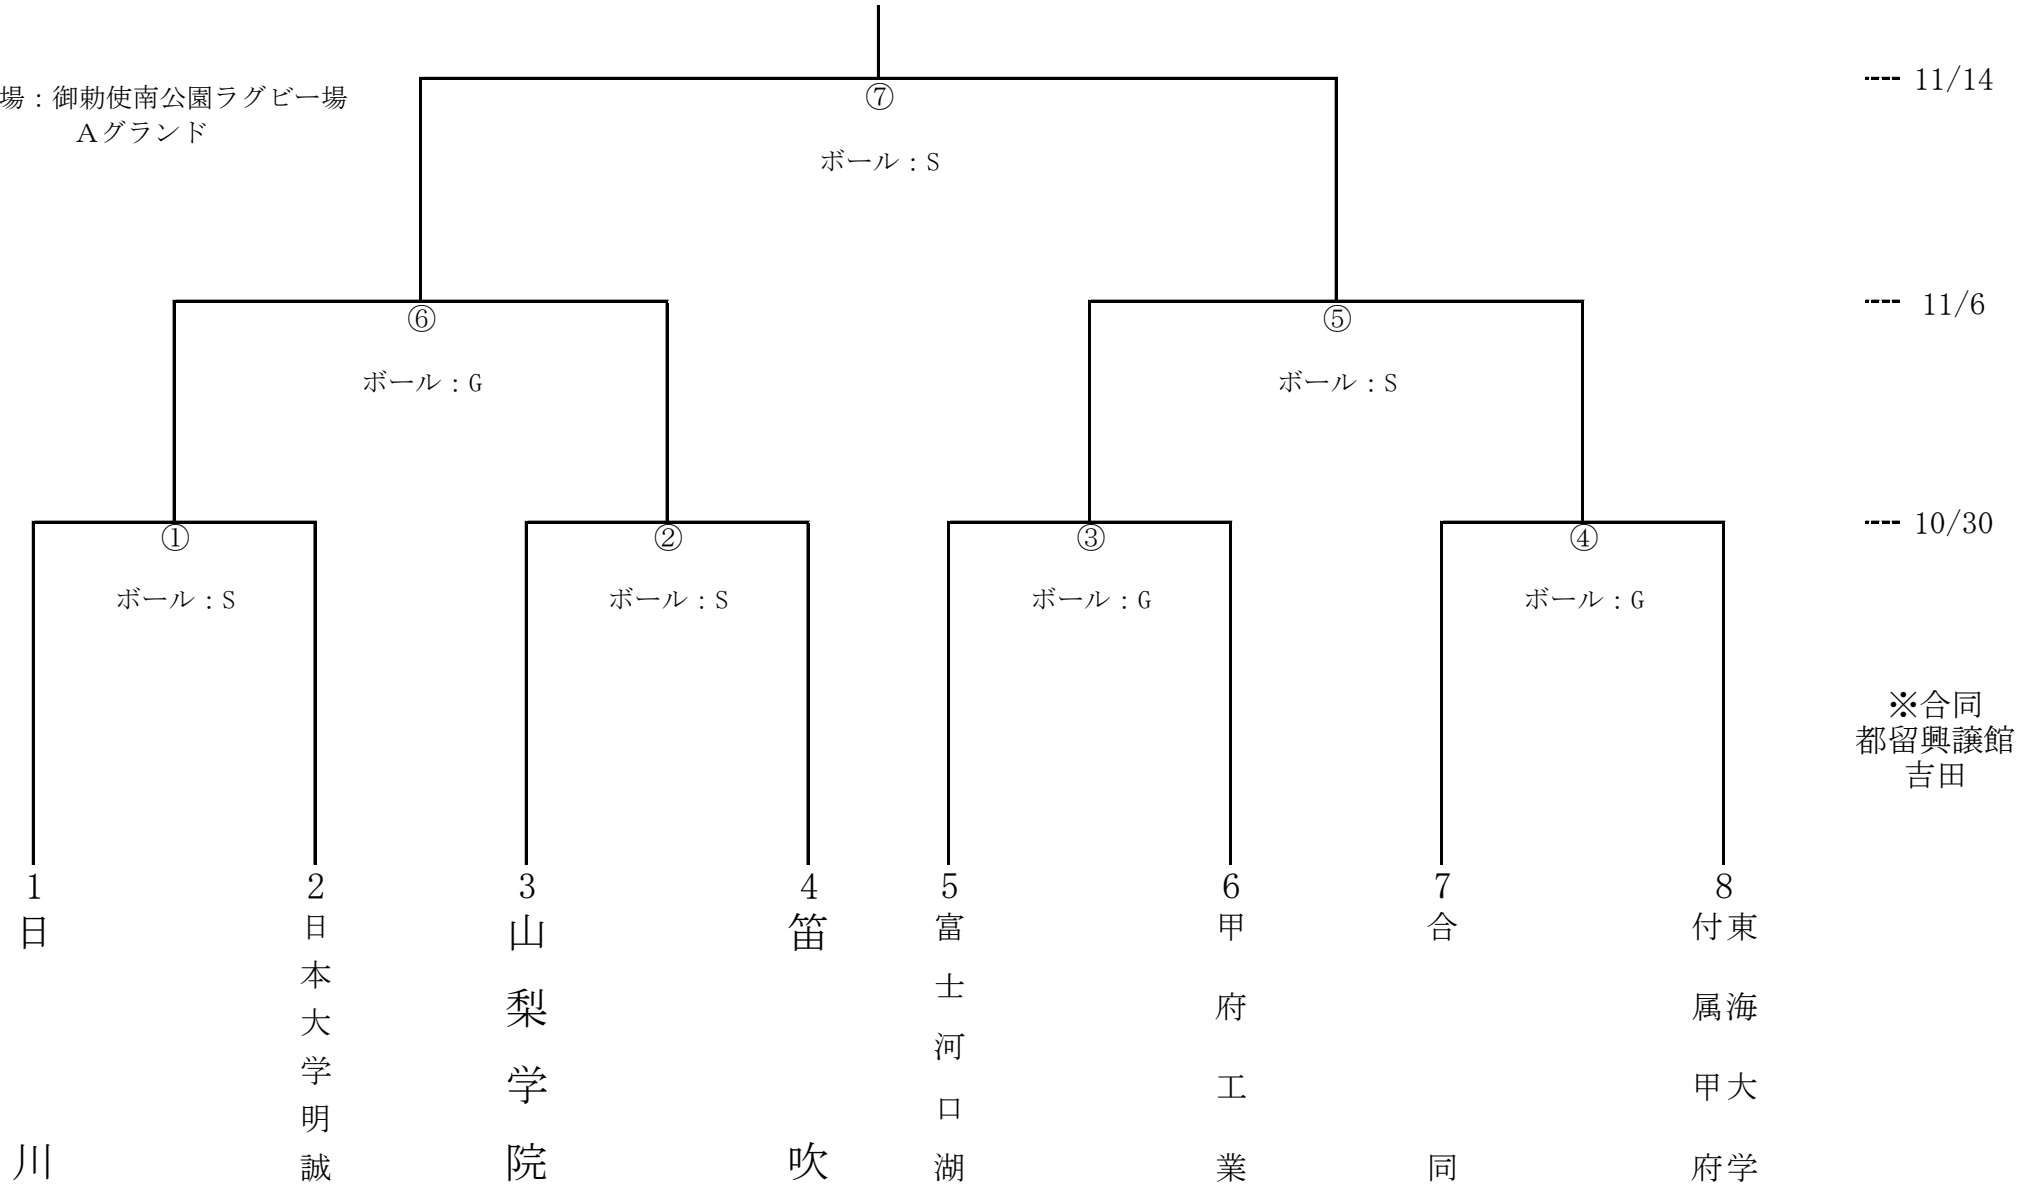 場：御勅使南公園ラグビー場
Aグランド
11/14
⑦
ボール：S
11/6
⑥
⑤
ボール：G
ボール：S
10/30
①
②
③
④
ボール：S
ボール：S
ボール：G
ボール：G
※合同
都留興譲館
吉田
1
日川
2
日本大学明誠
3
山梨学院
4
笛吹
5
富士河口湖
6
甲府工業
7
合同
8
東海大学
付属甲府